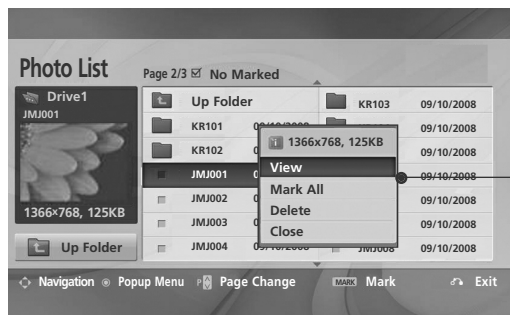 Photo List
Page 2/3 No Marked
Drive1
JMJ001
1366×768, 125KB
Up Folder
Up Folder
KR101
KR102
JMJ001
JMJ002
JMJ003
JMJ004
KR103 09/10/2008
09/10/2008
09/10/2008
09/10/2008
09/10/2008
09/10/2008
JMJ008 09/10/2008
1366x768, 125KB
View
Mark All
Delete
Close
Navigation Popup Menu P Page Change MARK Mark Exit